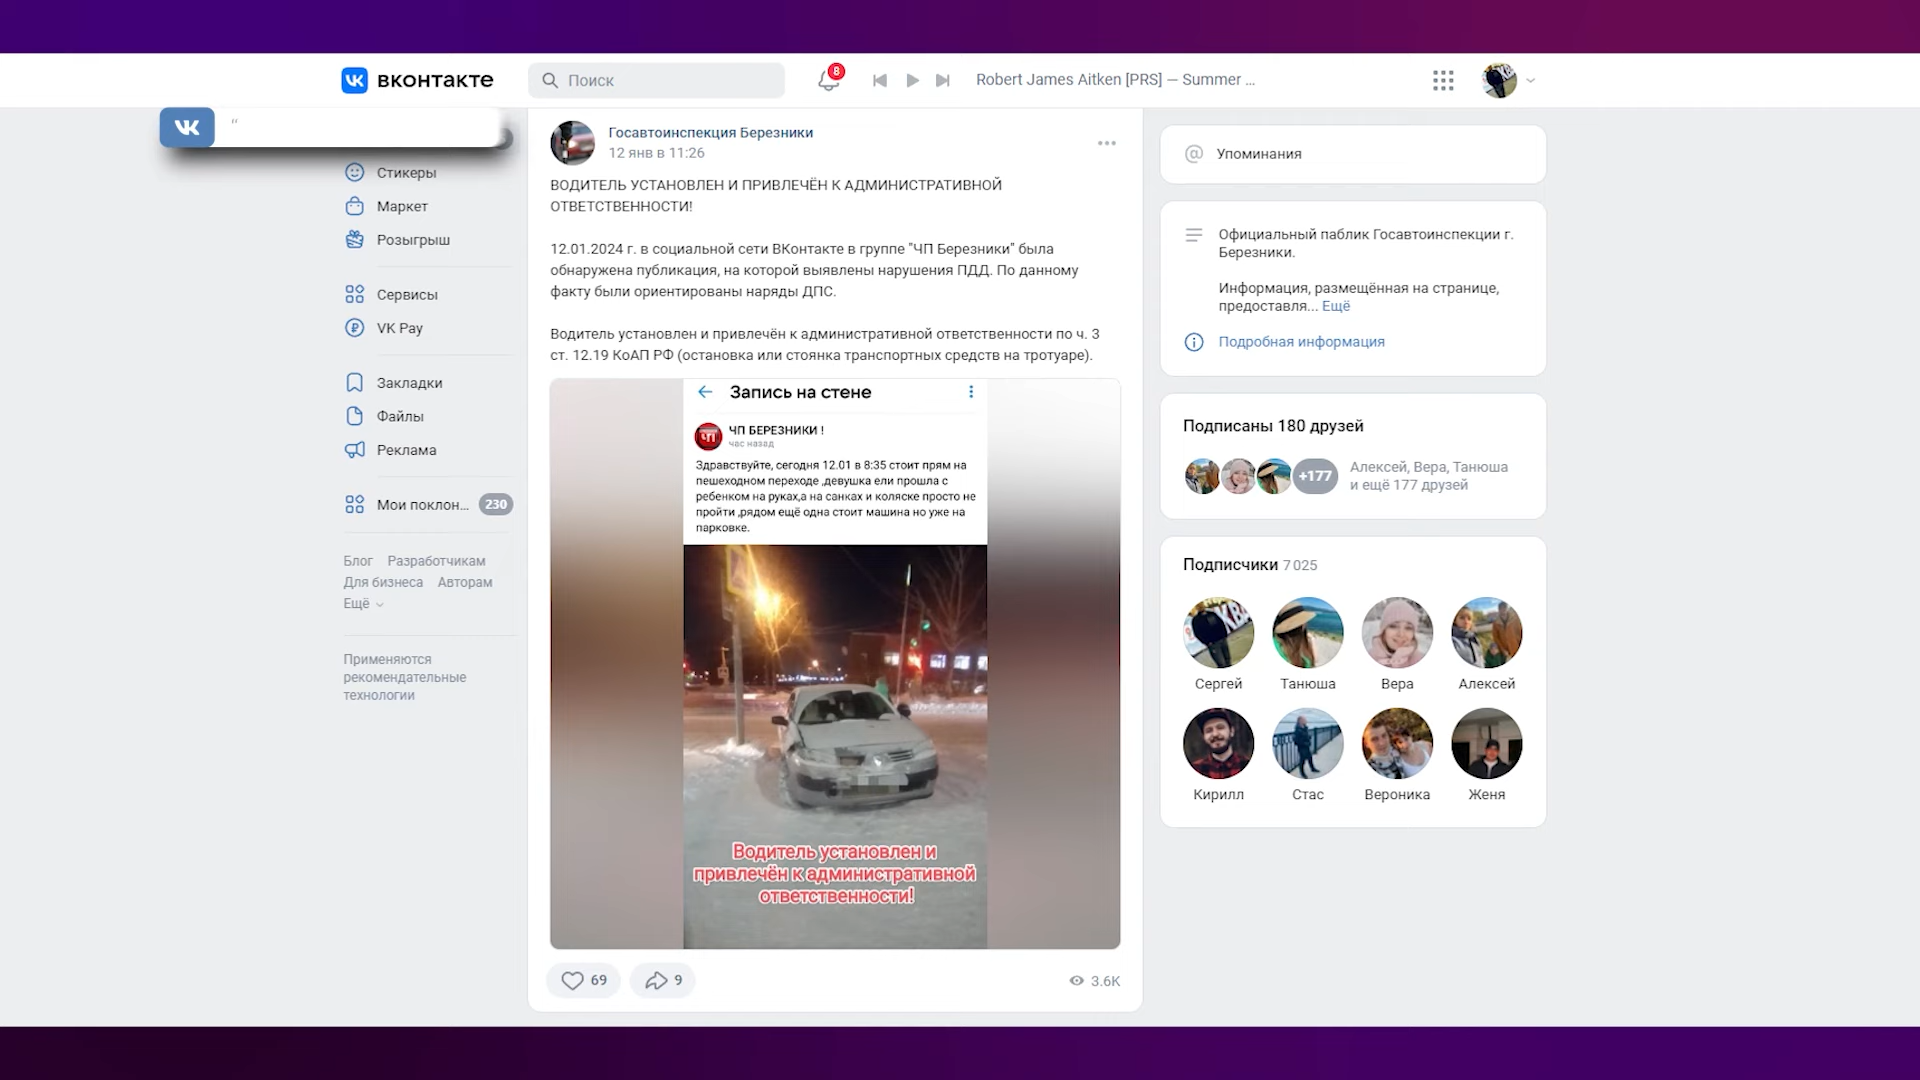 вконтакте
Поиск
8
Robert James Aitken [PRS] — Summer ...
“
Стикеры
Маркет
Розыгрыш
Сервисы
VK Pay
Закладки
Файлы
Реклама
Мои поклон... 230
Блог Разработчикам
Для бизнеса Авторам
Ещё
Применяются
рекомендательные
технологии
Госавтоинспекция Березники
12 янв в 11:26
ВОДИТЕЛЬ УСТАНОВЛЕН И ПРИВЛЕЧЁН К АДМИНИСТРАТИВНОЙ
ОТВЕТСТВЕННОСТИ!
12.01.2024 г. в социальной сети ВКонтакте в группе "ЧП Березники" была
обнаружена публикация, на которой выявлены нарушения ПДД. По данному
факту были ориентированы наряды ДПС.
Водитель установлен и привлечён к административной ответственности по ч. 3
ст. 12.19 КоАП РФ (остановка или стоянка транспортных средств на тротуаре).
Запись на стене
ЧП
ЧП БЕРЕЗНИКИ !
час назад
Здравствуйте, сегодня 12.01 в 8:35 стоит прям на
пешеходном переходе ,девушка ели прошла с
ребенком на руках,а на санках и коляске просто не
пройти ,рядом ещё одна стоит машина но уже на
парковке.
Водитель установлен и
привлечён к административной
ответственности!
69
9
3.6K
Упоминания
Официальный паблик Госавтоинспекции г.
Березники.
Информация, размещённая на странице,
предоставля... Ещё
Подробная информация
Подписаны 180 друзей
+177
Алексей, Вера, Танюша
и ещё 177 друзей
Подписчики 7 025
Сергей Танюша Вера Алексей
Кирилл Стас Вероника Женя